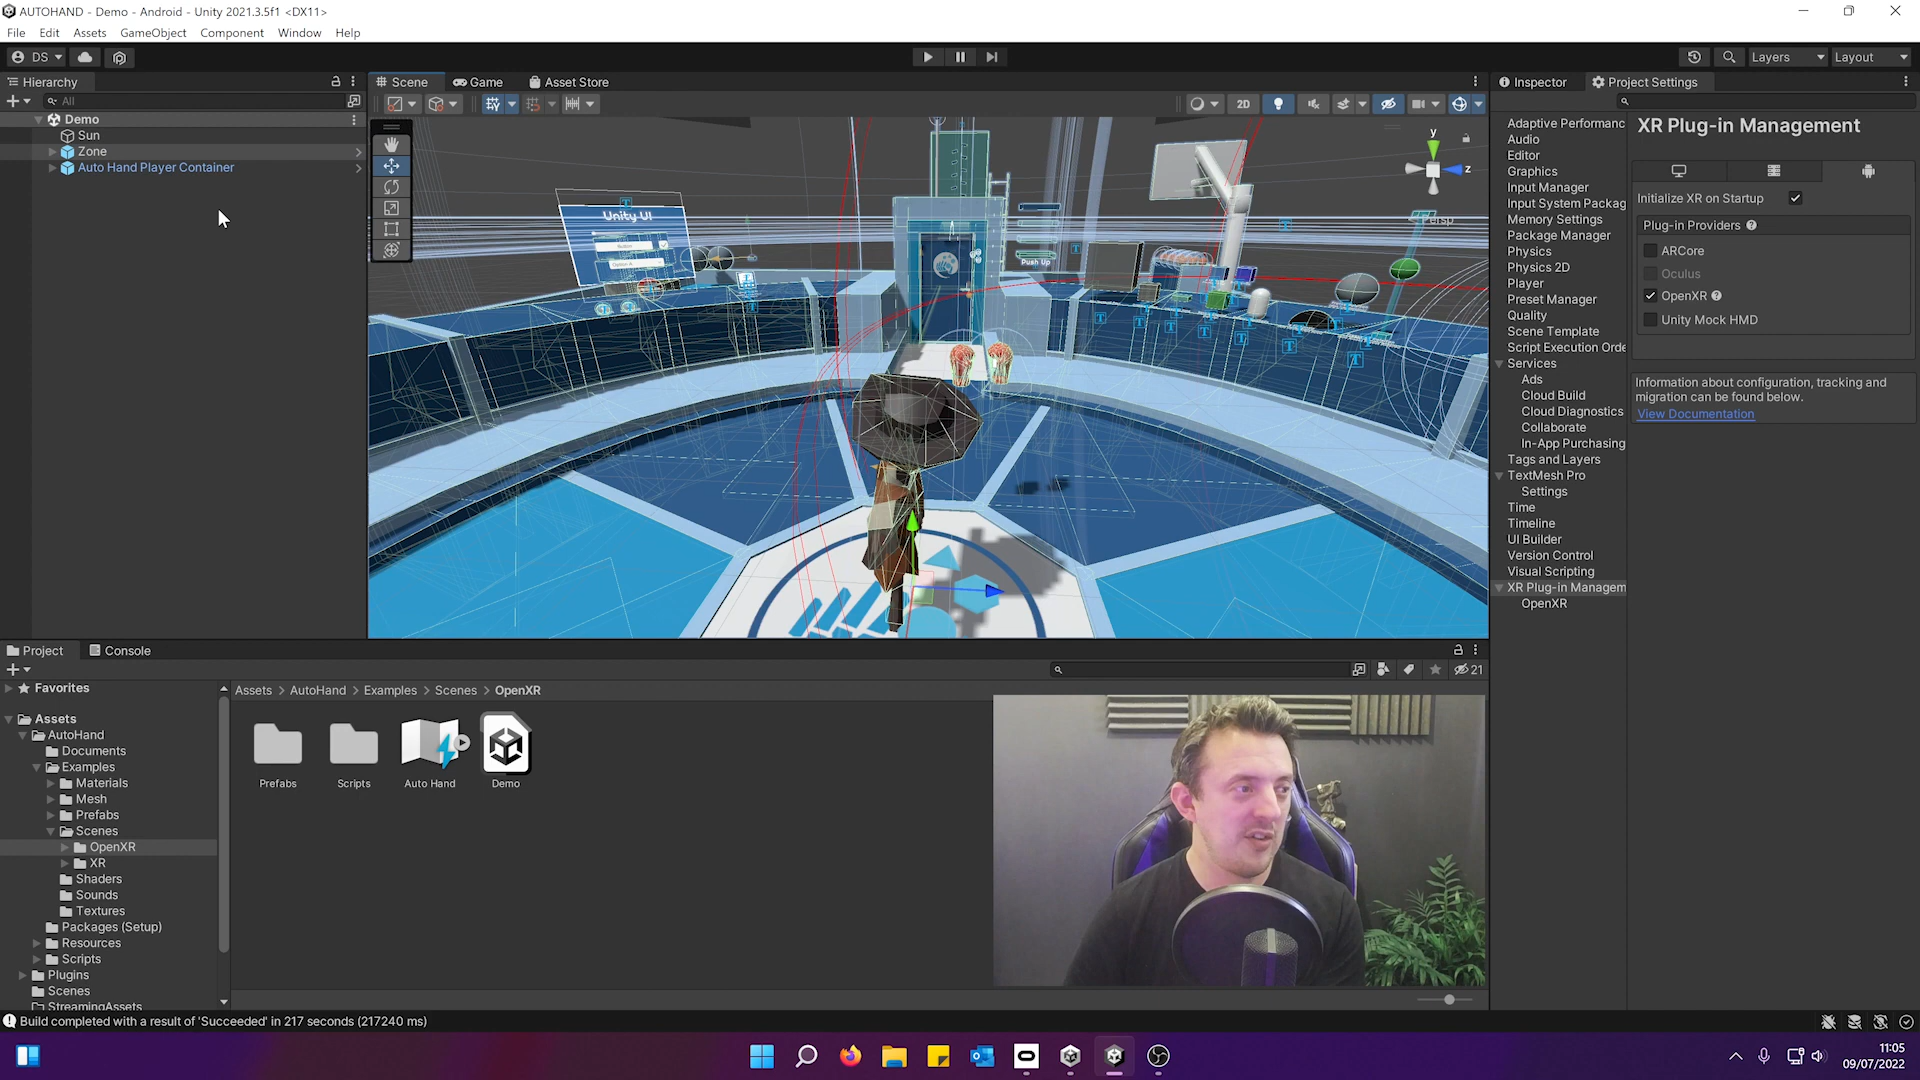 AUTOHAND - Demo - Android - Unity 2021.3.5f1 <DX11>
File Edit Assets GameObject Component Window Help
DS
Layers Layout
Hierarchy
All
Demo
Sun
Zone
Auto Hand Player Container
Scene Game Asset Store
2D
Unity UI
Button
Option A
Push Up
y
z
Persp
Inspector Project Settings
Adaptive Performanc
Audio
Editor
Graphics
Input Manager
Input System Packag
Memory Settings
Package Manager
Physics
Physics 2D
Player
Preset Manager
Quality
Scene Template
Script Execution Orde
Services
Ads
Cloud Build
Cloud Diagnostics
Collaborate
In-App Purchasing
Tags and Layers
TextMesh Pro
Settings
Time
Timeline
UI Builder
Version Control
Visual Scripting
XR Plug-in Managem
OpenXR
XR Plug-in Management
Initialize XR on Startup
Plug-in Providers
ARCore
Oculus
OpenXR
Unity Mock HMD
Information about configuration, tracking and
migration can be found below.
View Documentation
Project Console
21
Favorites
Assets
AutoHand
Documents
Examples
Materials
Mesh
Prefabs
Scenes
OpenXR
XR
Shaders
Sounds
Textures
Packages (Setup)
Resources
Scripts
Plugins
Scenes
StreamingAssets
Assets > AutoHand > Examples > Scenes > OpenXR
Prefabs Scripts Auto Hand Demo
Build completed with a result of 'Succeeded' in 217 seconds (217240 ms)
11:05
09/07/2022